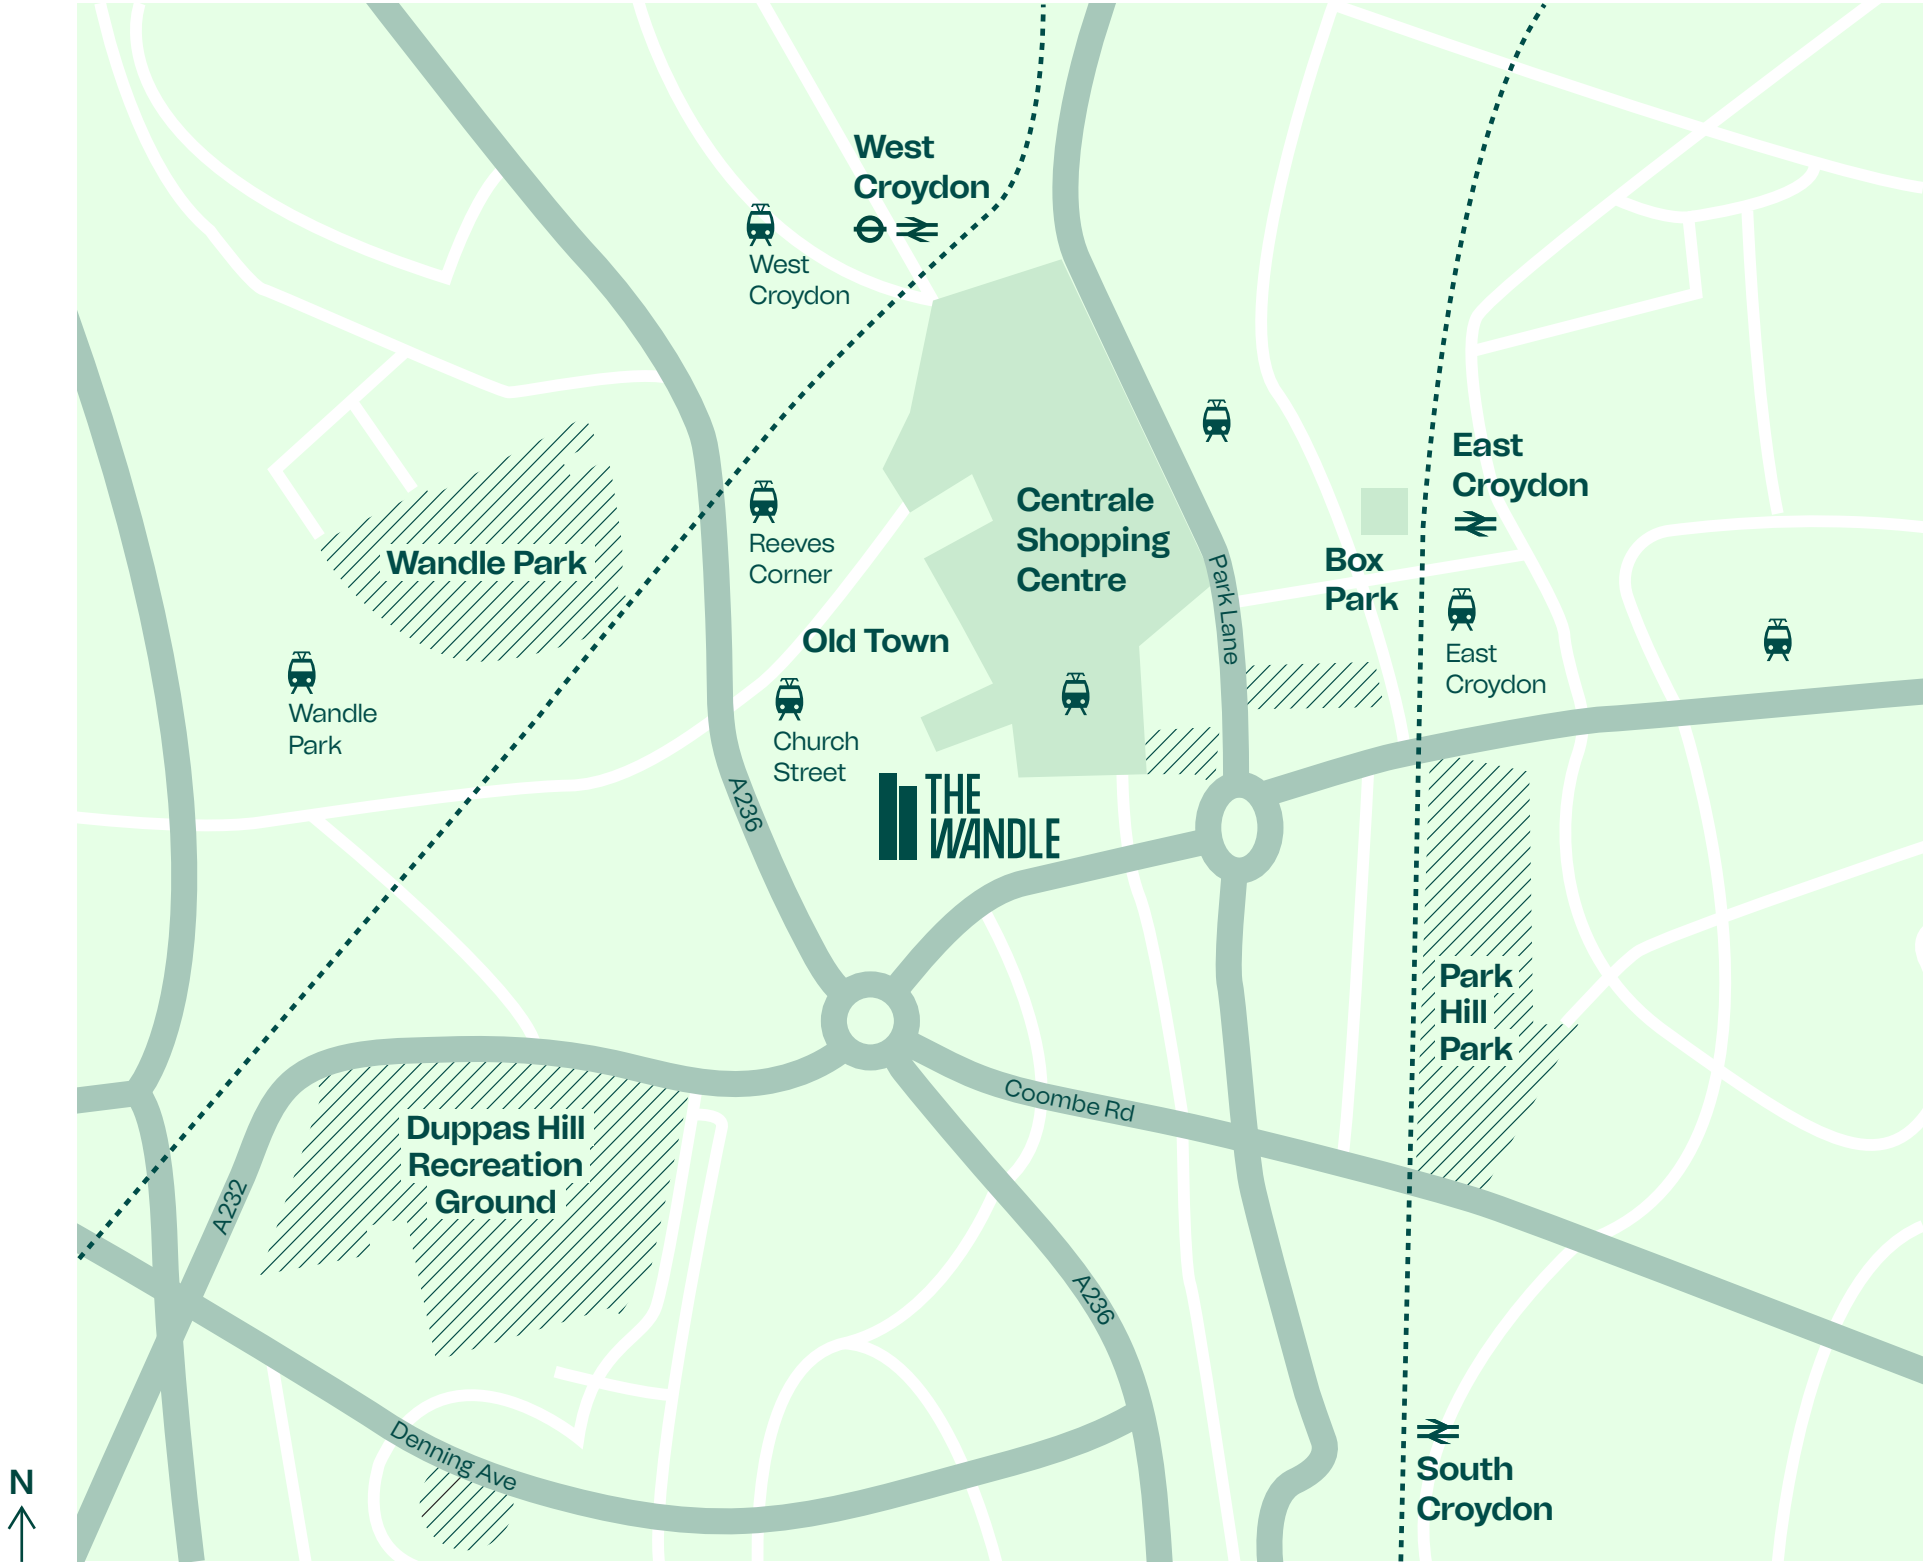 West
Croydon
West
Croydon
East
Croydon
Centrale
Shopping
Centre
Reeves
Corner
Wandle Park
Park Lane
Box
Park
Old Town
East
Croydon
Wandle
Park
Church
Street
A236
THE
WANDLE
Park
Hill
Park
Coombe Rd
Duppas Hill
Recreation
Ground
A232
A236
Denning Ave
South
Croydon
N